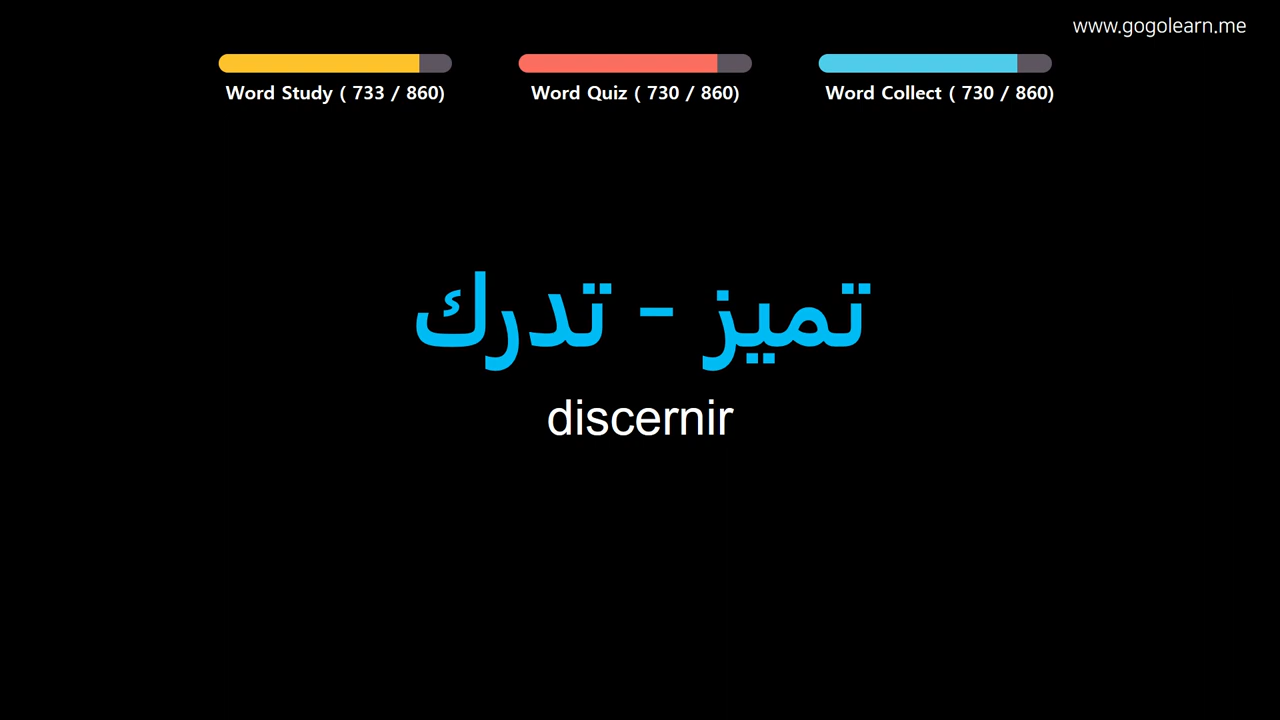 www.gogolearn.me
Word Study ( 733 / 860)
Word Quiz ( 730 / 860)
Word Collect ( 730 / 860)
تميز - تدرك
discernir